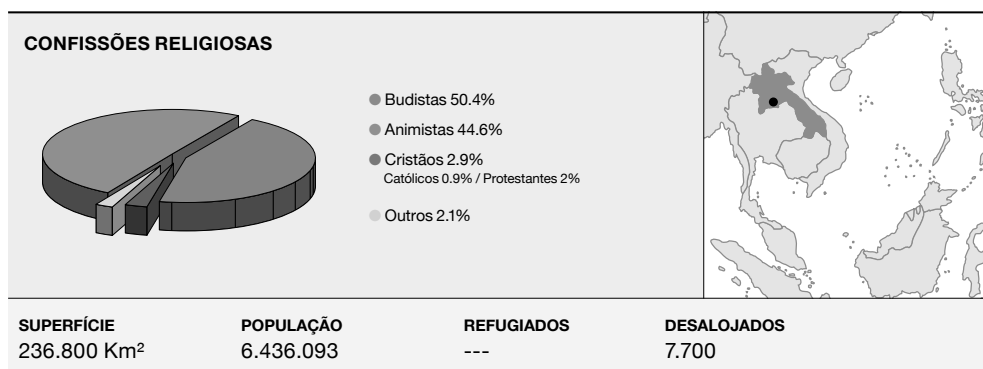 CONFISSÕES RELIGIOSAS
Budistas 50.4%
Animistas 44.6%
Cristãos 2.9%
Católicos 0.9% / Protestantes 2%
Outros 2.1%
SUPERFÍCIE
236.800 Km²
POPULAÇÃO
6.436.093
REFUGIADOS
---
DESALOJADOS
7.700